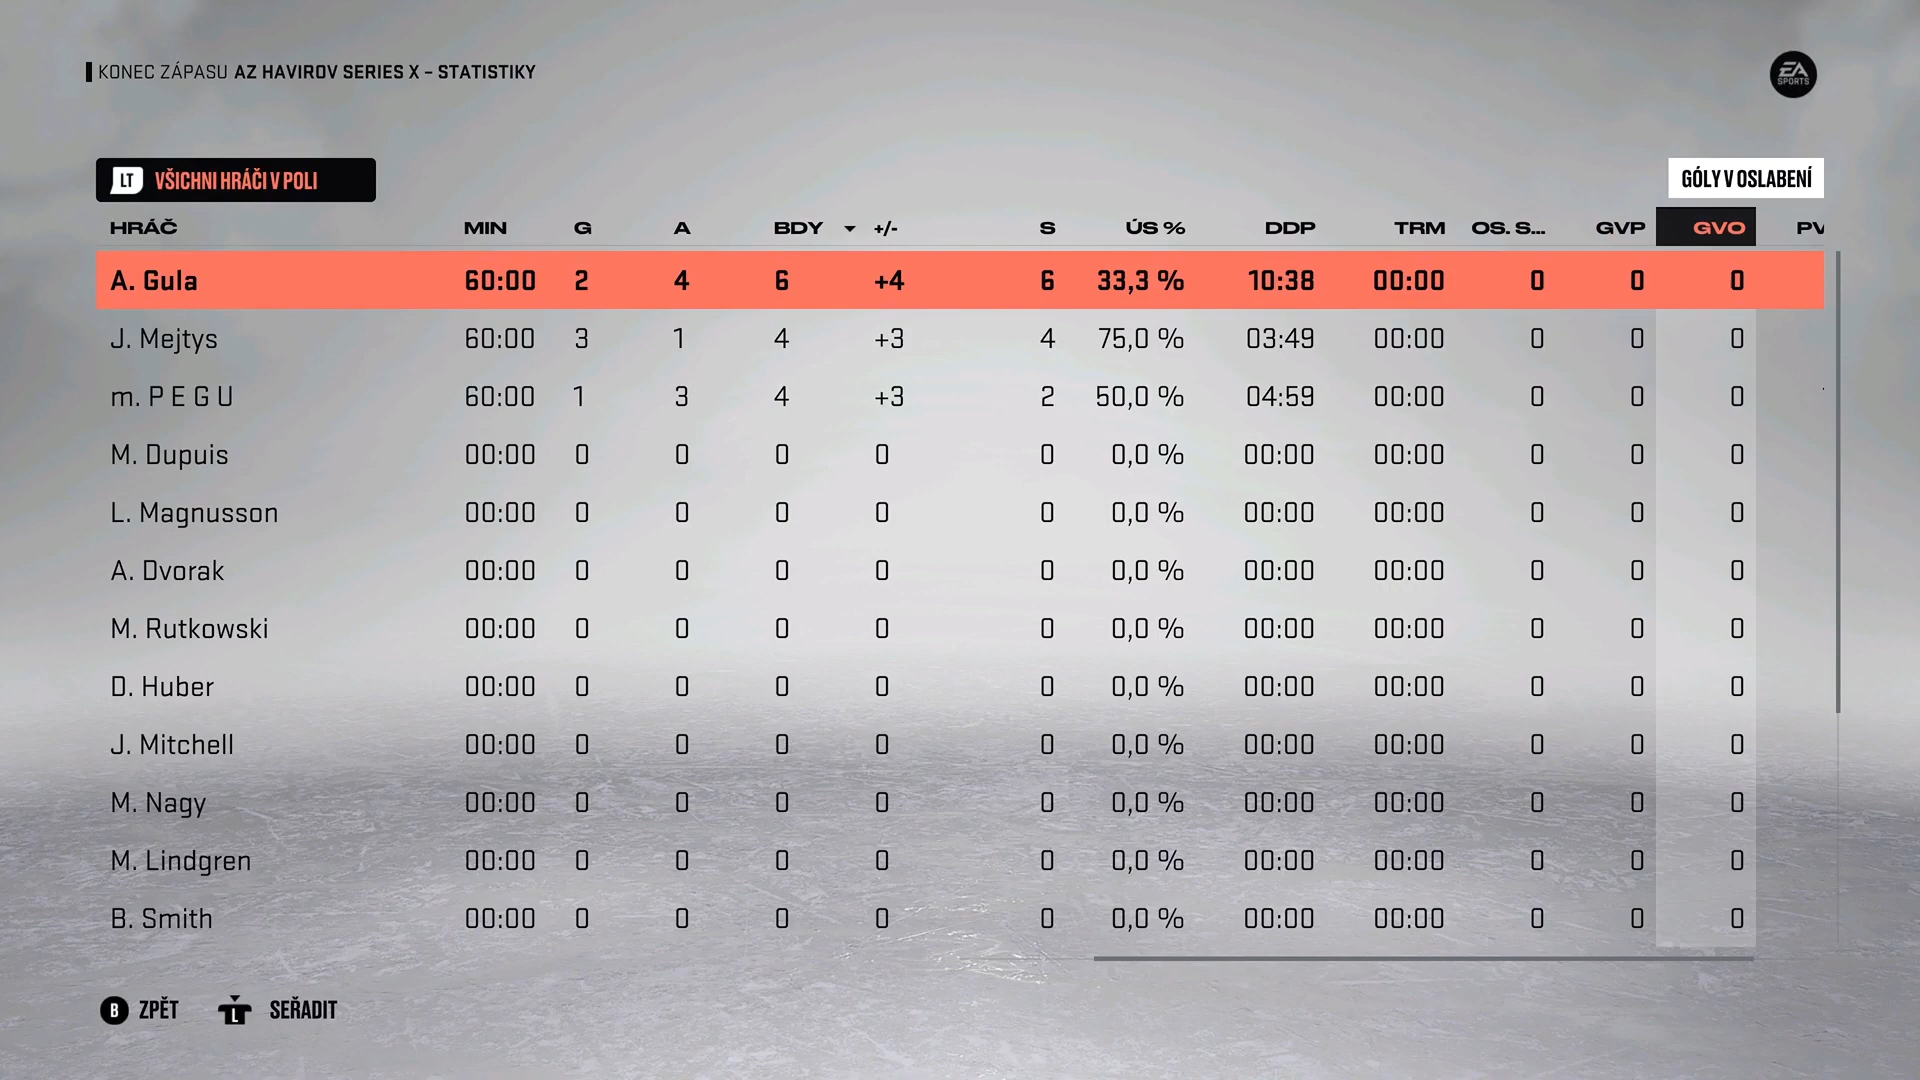 KONEC ZÁPASU AZ HAVIROV SERIES X – STATISTIKY
EA SPORTS
LT VŠICHNI HRÁČI V POLI
GÓLY V OSLABENÍ
HRÁČ MIN G A BDY +/- S ÚS % DDP TRM OS. S... GVP GVO PV
A. Gula 60:00 2 4 6 +4 6 33,3 % 10:38 00:00 0 0 0
J. Mejtys 60:00 3 1 4 +3 4 75,0 % 03:49 00:00 0 0 0
m. P E G U 60:00 1 3 4 +3 2 50,0 % 04:59 00:00 0 0 0
M. Dupuis 00:00 0 0 0 0 0 0,0 % 00:00 00:00 0 0 0
L. Magnusson 00:00 0 0 0 0 0 0,0 % 00:00 00:00 0 0 0
A. Dvorak 00:00 0 0 0 0 0 0,0 % 00:00 00:00 0 0 0
M. Rutkowski 00:00 0 0 0 0 0 0,0 % 00:00 00:00 0 0 0
D. Huber 00:00 0 0 0 0 0 0,0 % 00:00 00:00 0 0 0
J. Mitchell 00:00 0 0 0 0 0 0,0 % 00:00 00:00 0 0 0
M. Nagy 00:00 0 0 0 0 0 0,0 % 00:00 00:00 0 0 0
M. Lindgren 00:00 0 0 0 0 0 0,0 % 00:00 00:00 0 0 0
B. Smith 00:00 0 0 0 0 0 0,0 % 00:00 00:00 0 0 0
B ZPĚT L SEŘADIT